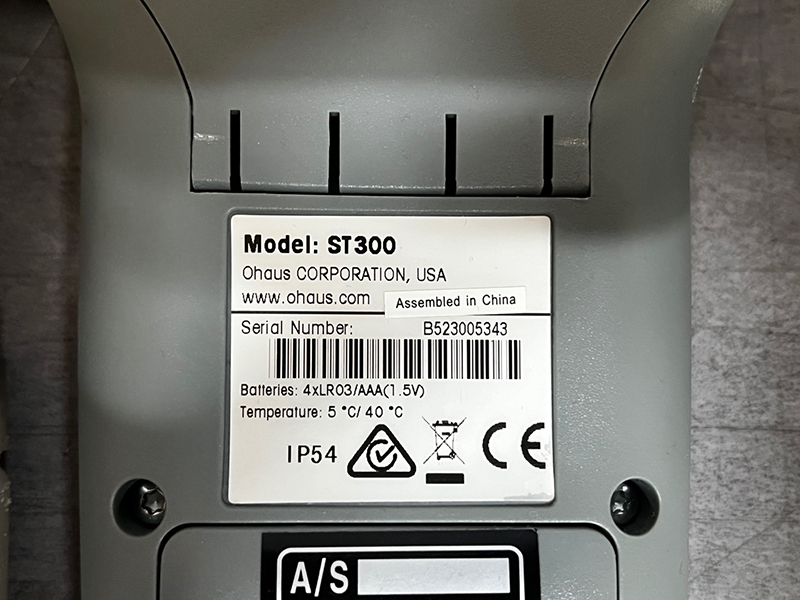 Model: ST300
Ohaus CORPORATION, USA
www.ohaus.com
Assembled in China
Serial Number: B523005343
Batteries: 4xLR03/AAA(1.5V)
Temperature: 5 °C/ 40 °C
IP54
CE
A/S